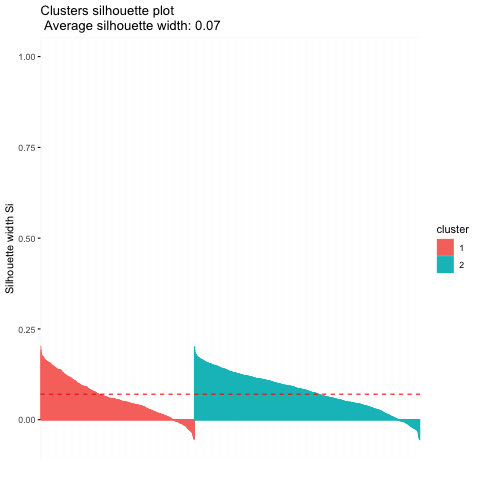 Clusters silhouette plot
Average silhouette width: 0.07
1.00
0.75
0.50
0.25
0.00
Silhouette width Si
cluster
1
2